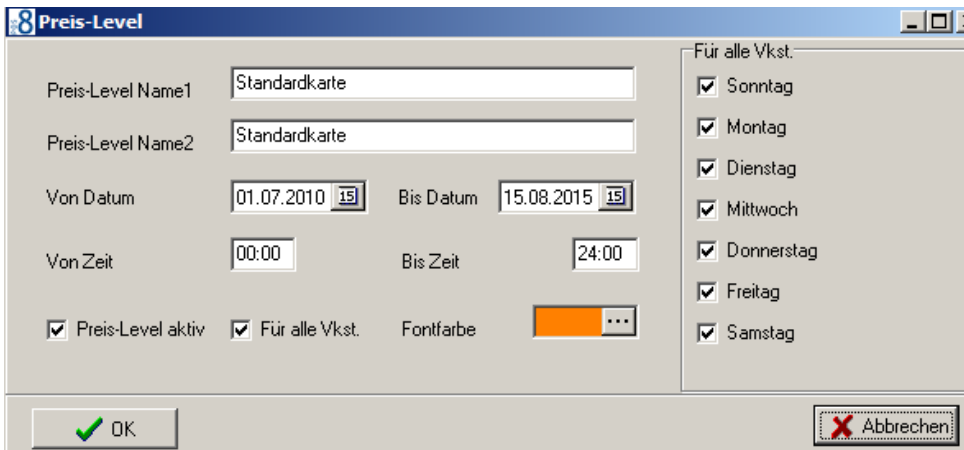 Preis-Level
Für alle Vkst.
Preis-Level Name1 Standardkarte
Sonntag
Montag
Preis-Level Name2 Standardkarte
Dienstag
Von Datum 01.07.2010 15 Bis Datum 15.08.2015 15
Mittwoch
Von Zeit 00:00 Bis Zeit 24:00
Donnerstag
Freitag
Preis-Level aktiv Für alle Vkst. Fontfarbe ...
Samstag
OK Abbrechen